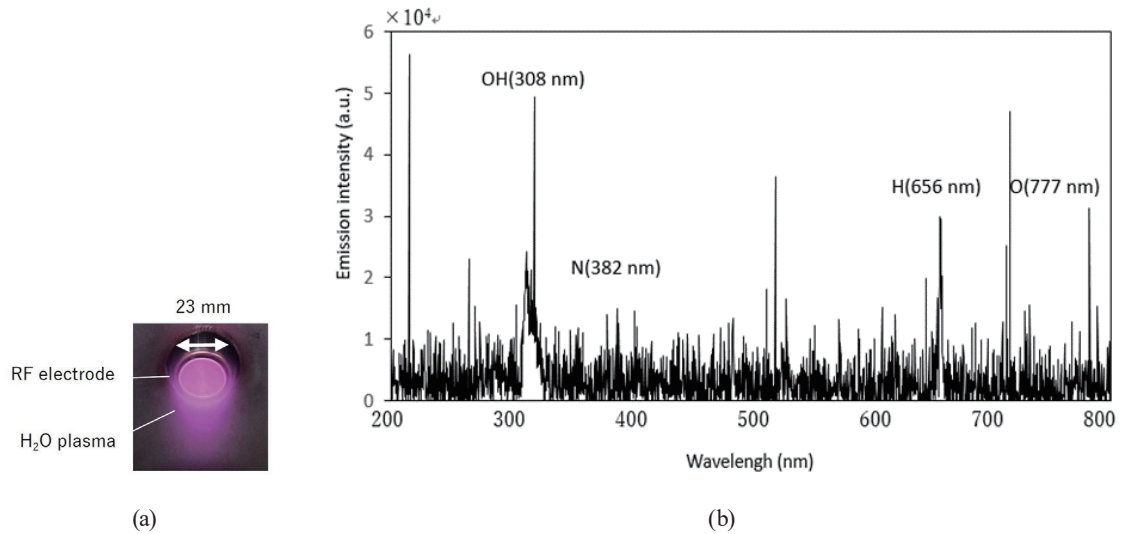 23 mm
RF electrode
H₂O plasma
(a)
×10⁴↵
Emission intensity (a.u.)
6
5
4
3
2
1
0
OH(308 nm)
N(382 nm)
H(656 nm)
O(777 nm)
200 300 400 500 600 700 800
Wavelengh (nm)
(b)